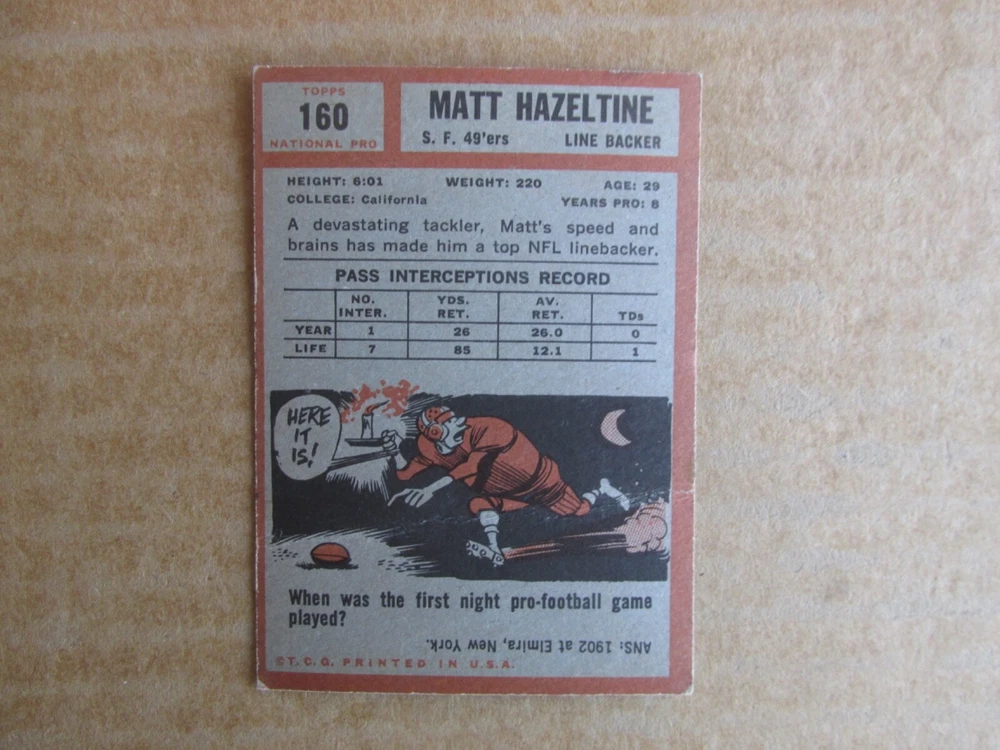 TOPPS
160
NATIONAL PRO
MATT HAZELTINE
S. F. 49'ers LINE BACKER
HEIGHT: 6:01 WEIGHT: 220 AGE: 29
COLLEGE: California YEARS PRO: 8
A devastating tackler, Matt's speed and
brains has made him a top NFL linebacker.
PASS INTERCEPTIONS RECORD
NO. YDS. AV.
INTER. RET. RET. TDs
YEAR 1 26 26.0 0
LIFE 7 85 12.1 1
HERE
IT
IS!
When was the first night pro-football game
played?
ANS: 1902 at Elmira, New York.
©T.C.G. PRINTED IN U.S.A.